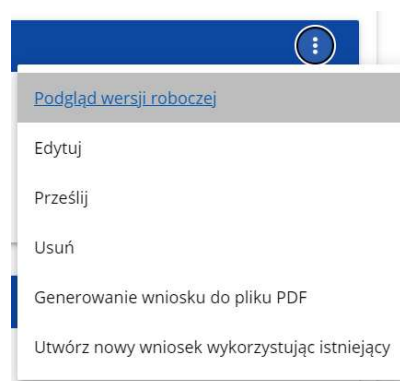 Podgląd wersji roboczej
Edytuj
Prześlij
Usuń
Generowanie wniosku do pliku PDF
Utwórz nowy wniosek wykorzystując istniejący